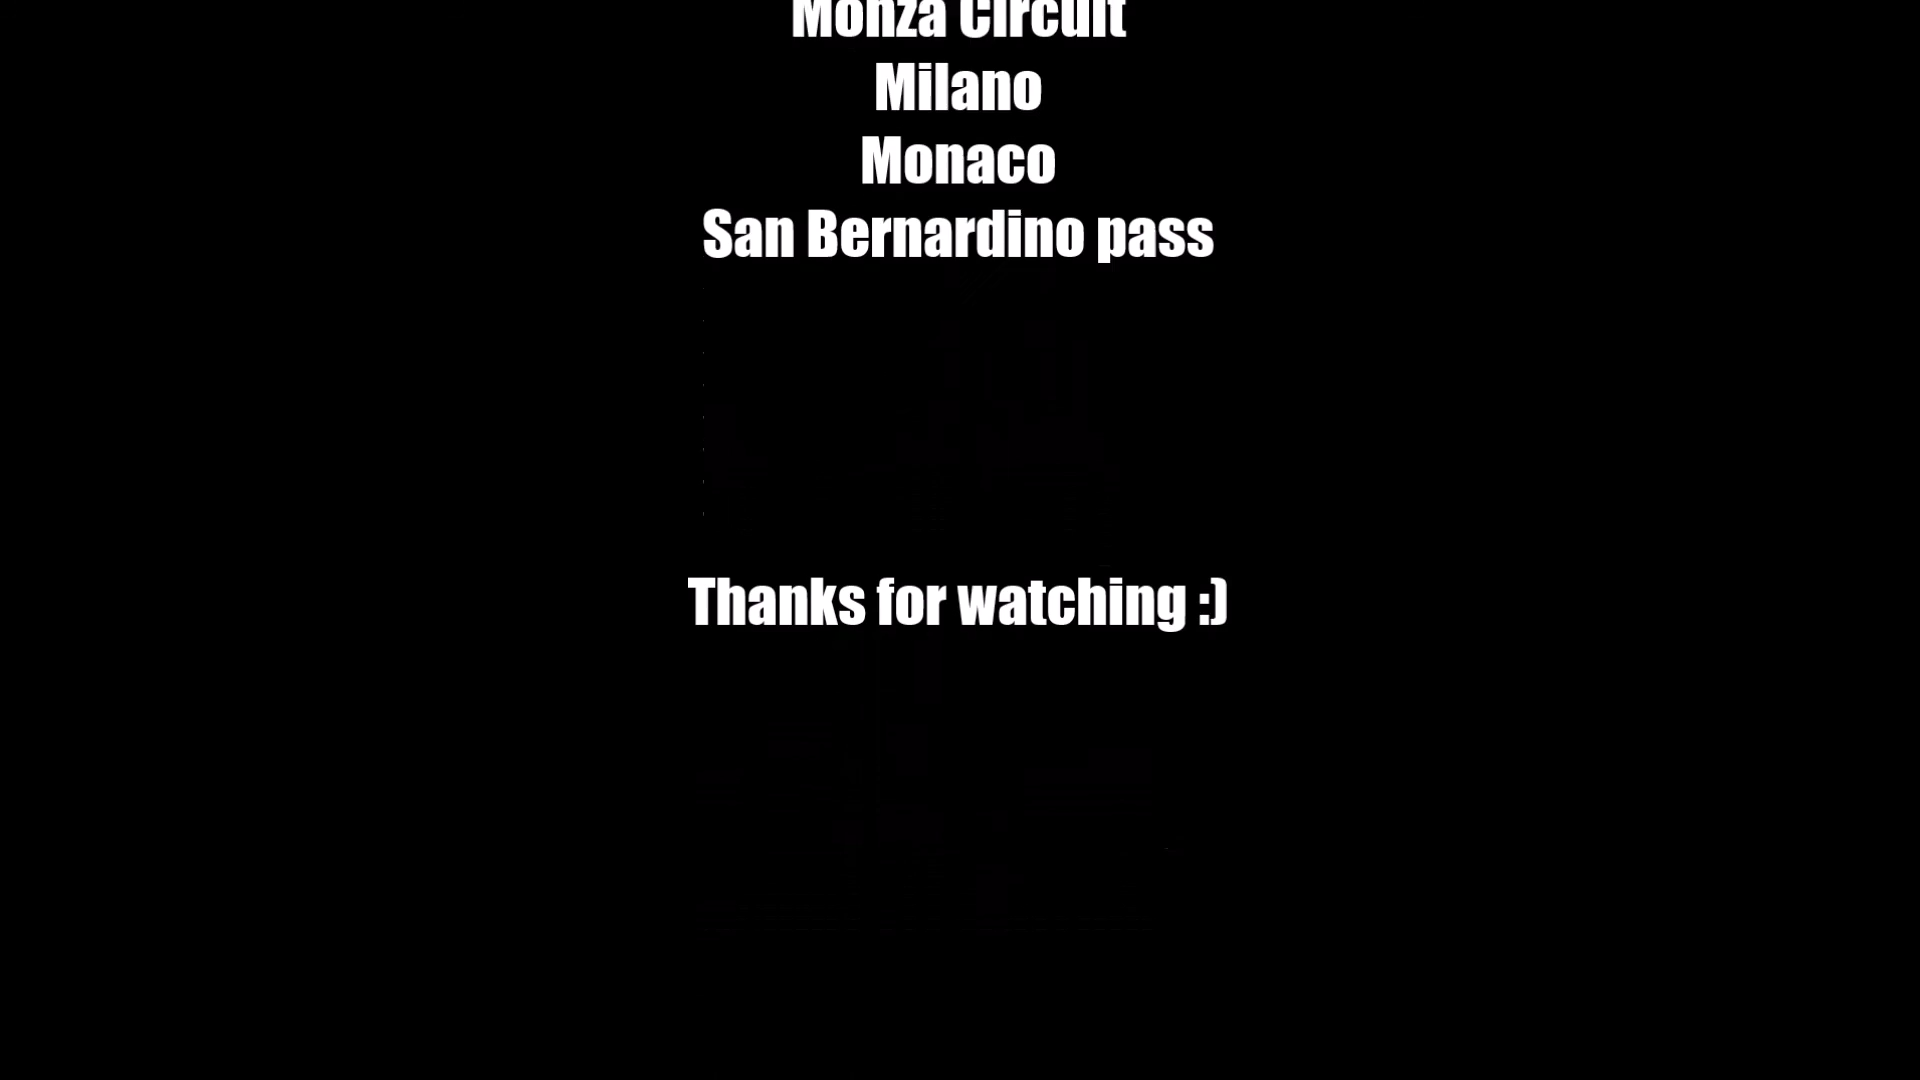 Monza Circuit
Milano
Monaco
San Bernardino pass
Thanks for watching :)